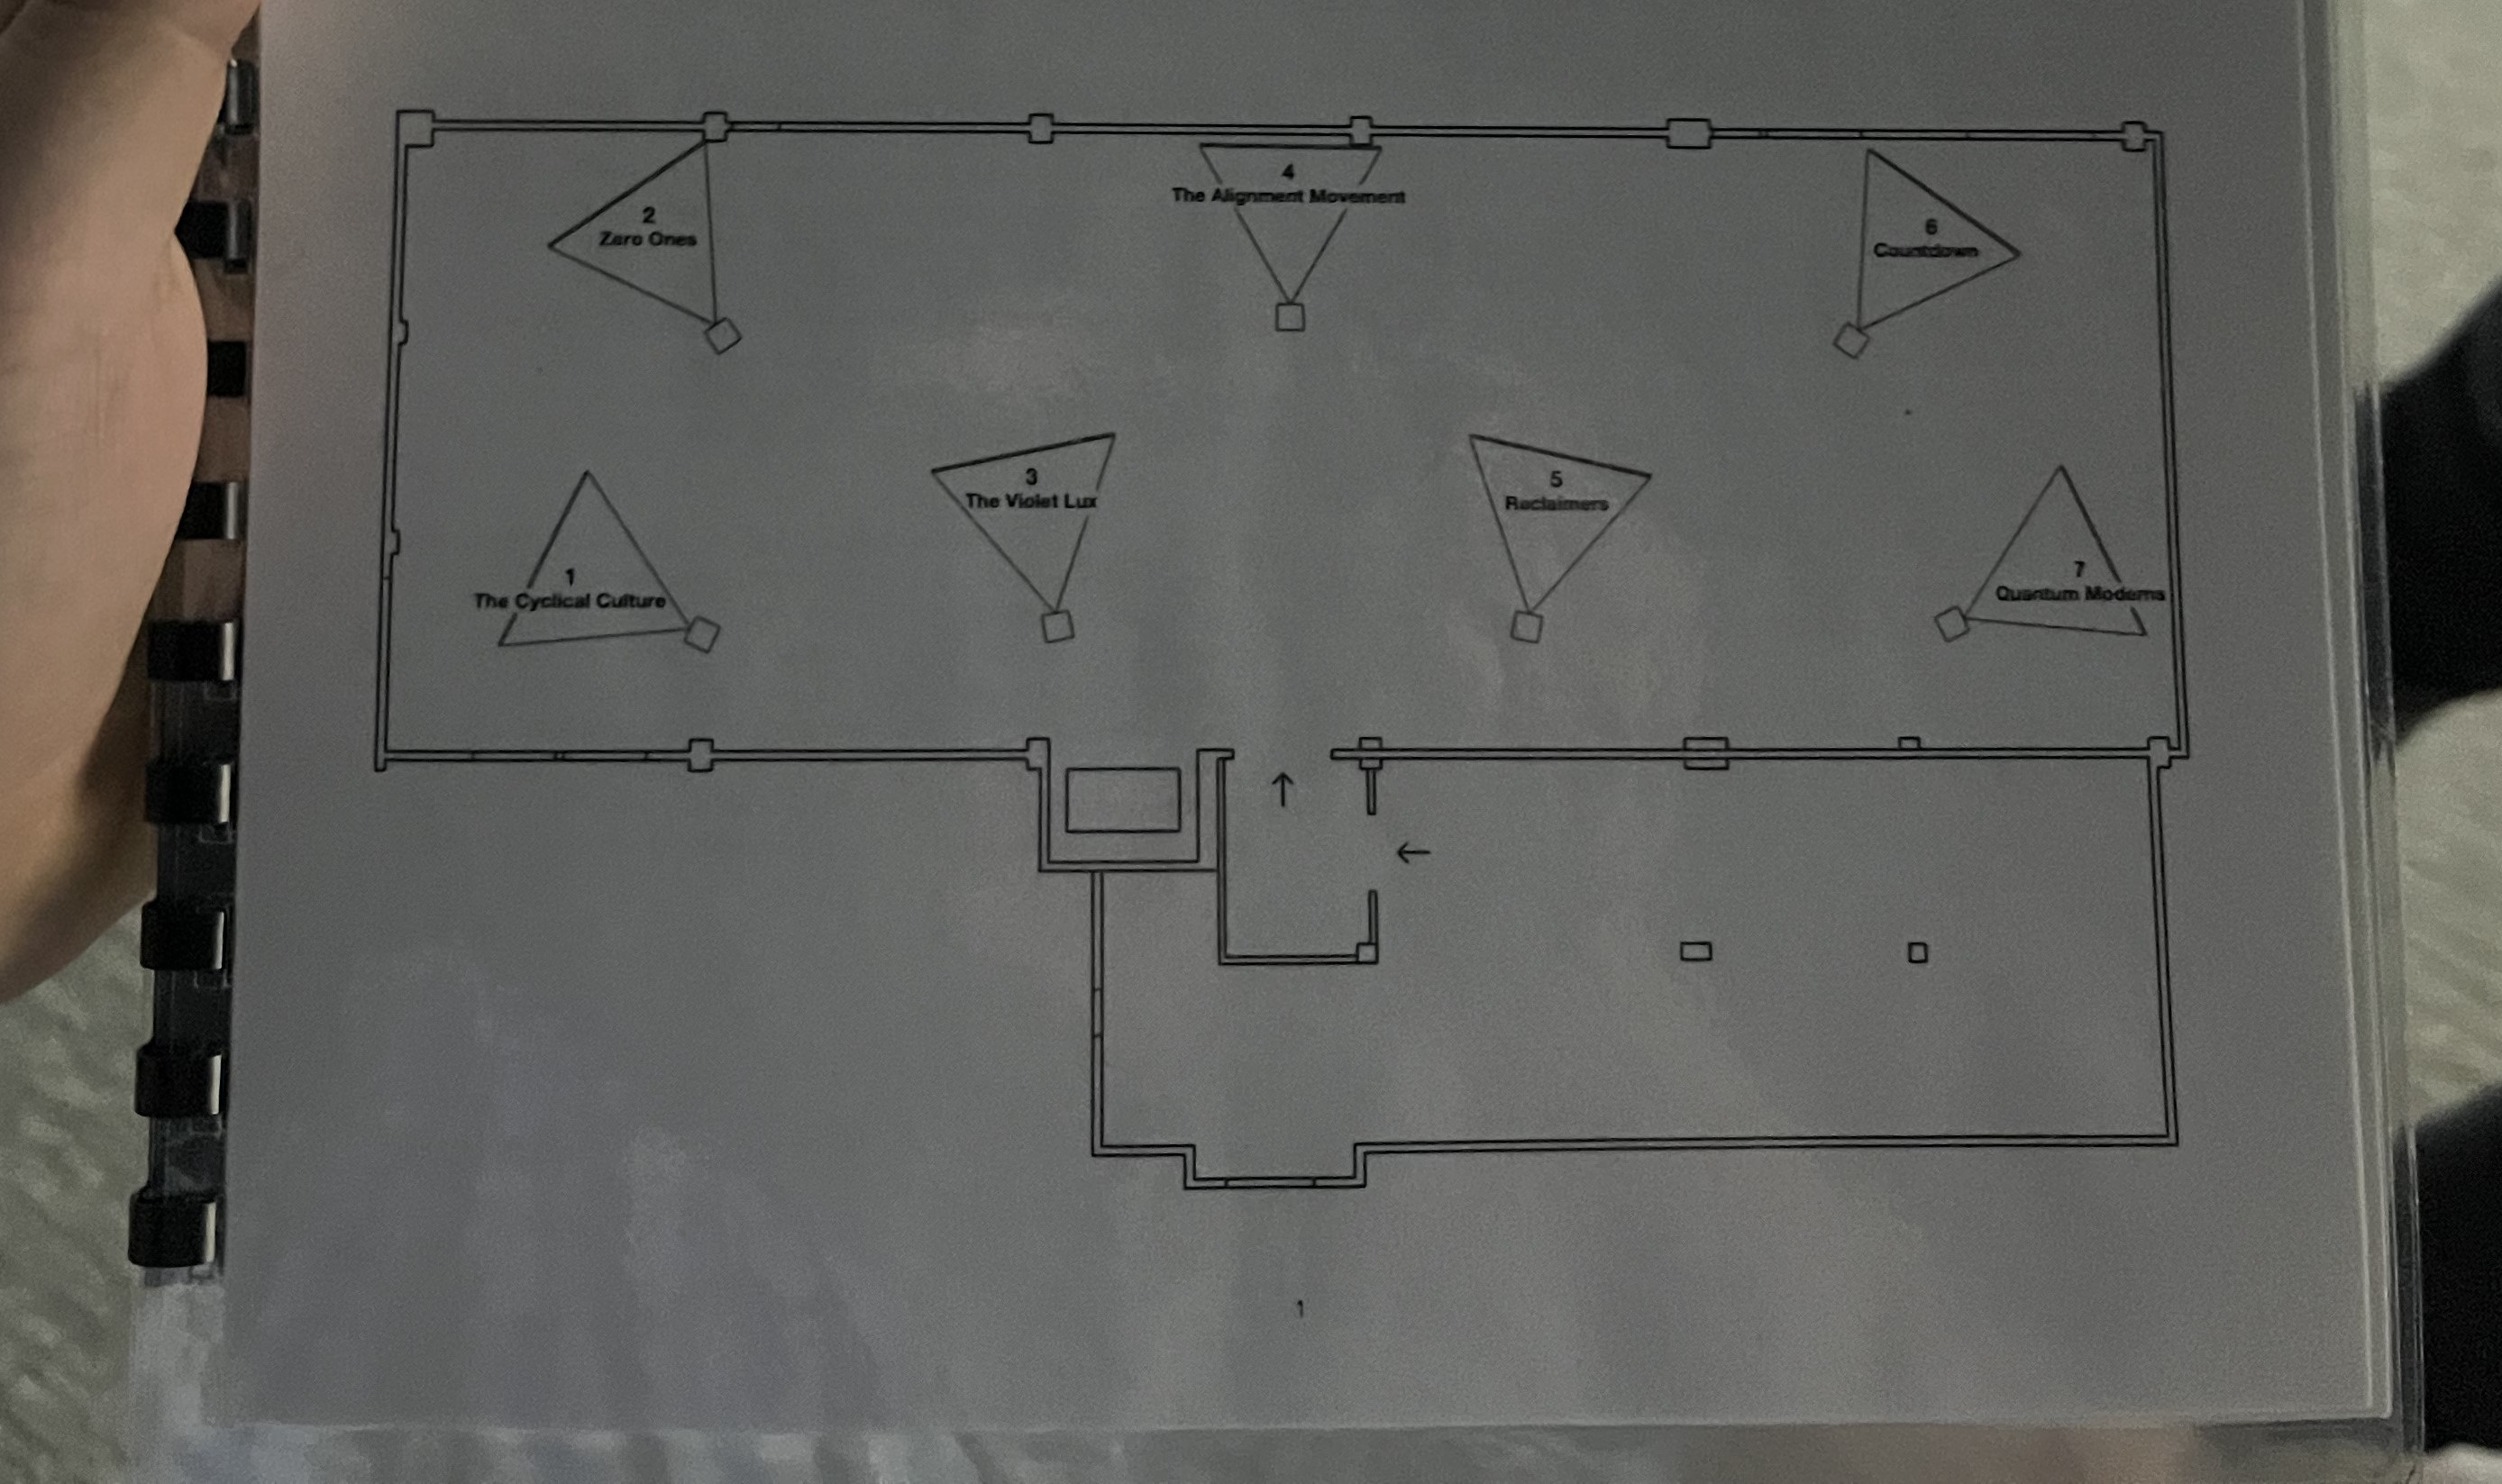 2
Zero Ones
4
The Alignment Movement
6
Countdown
1
The Cyclical Culture
3
The Violet Lux
5
Reclaimers
7
Quantum Moderns
1